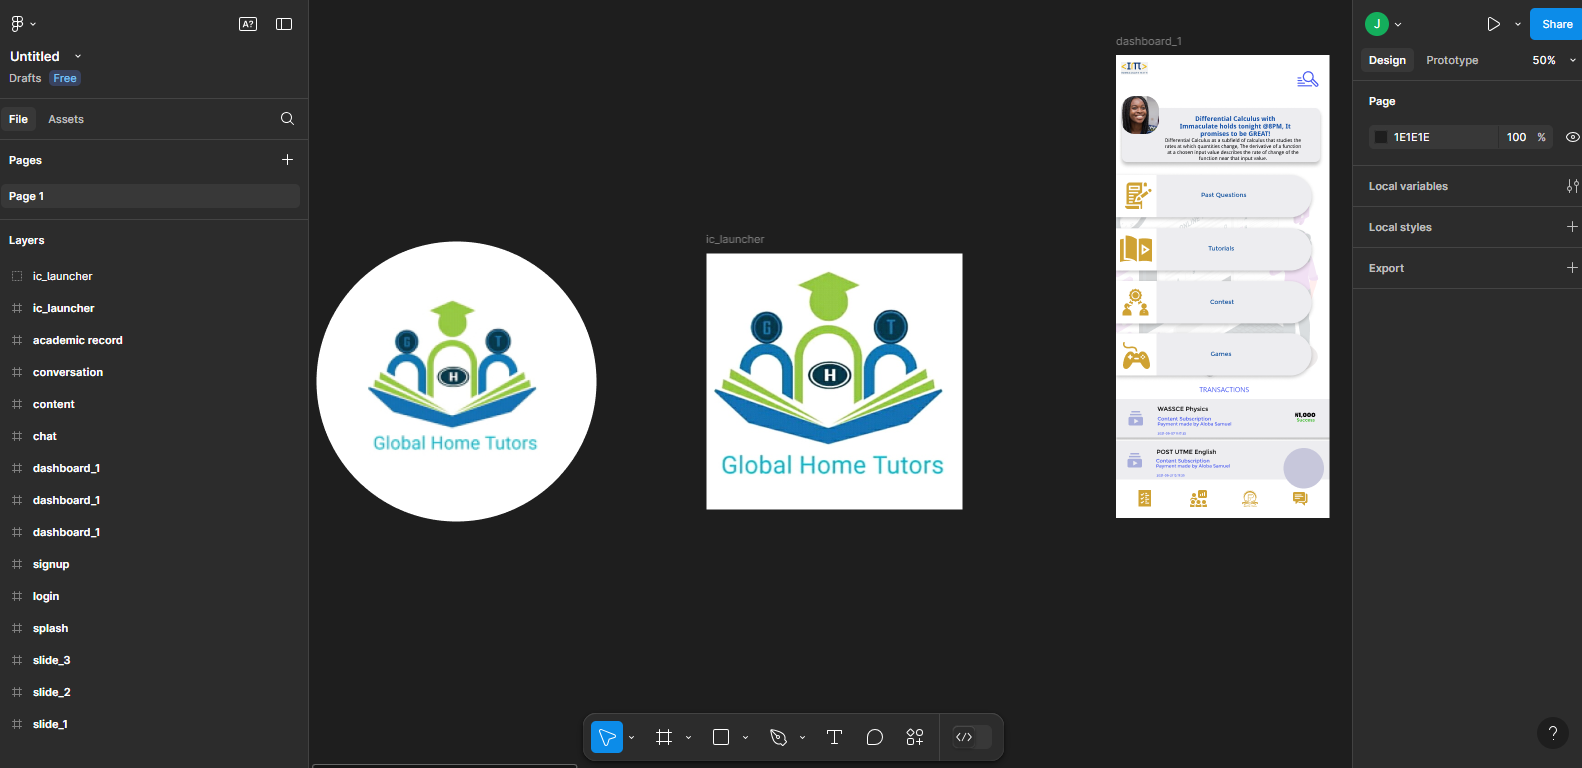 A?
Untitled
Drafts Free
File Assets
Pages
Page 1
Layers
ic_launcher
ic_launcher
academic record
conversation
content
chat
dashboard_1
dashboard_1
dashboard_1
signup
login
splash
slide_3
slide_2
slide_1
G T
H
Global Home Tutors
ic_launcher
G T
H
Global Home Tutors
dashboard_1
Differential Calculus with
Immaculate holds tonight @8PM, It
promises to be GREAT!
Differential Calculus as a subfield of calculus that studies the
rates at which quantities change. The derivative of a function
at a chosen input value describes the rate of change of the
function near that input value.
Past Questions
Tutorials
Contest
Games
TRANSACTIONS
WASSCE Physics
Content Subscription
Payment made by Aloba Samuel
₦1,000
Success
POST UTME English
Content Subscription
Payment made by Aloba Samuel
J
Share
Design Prototype 50%
Page
1E1E1E 100 %
Local variables
Local styles
Export
?